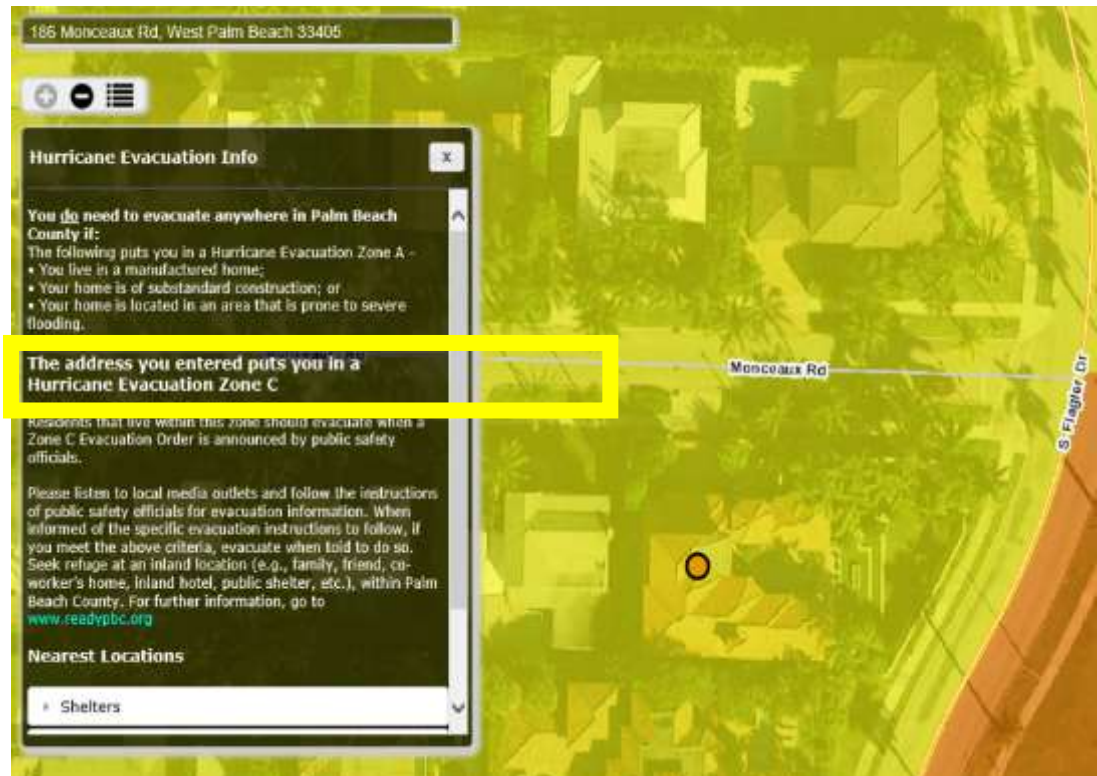 186 Monceaux Rd, West Palm Beach 33405
Hurricane Evacuation Info
x
You do need to evacuate anywhere in Palm Beach
County if:
The following puts you in a Hurricane Evacuation Zone A -
• You live in a manufactured home;
• Your home is of substandard construction; or
• Your home is located in an area that is prone to severe
flooding.
The address you entered puts you in a
Hurricane Evacuation Zone C
Residents that live within this zone should evacuate when a
Zone C Evacuation Order is announced by public safety
officials.
Please listen to local media outlets and follow the instructions
of public safety officials for evacuation information. When
informed of the specific evacuation instructions to follow, if
you meet the above criteria, evacuate when told to do so.
Seek refuge at an inland location (e.g., family, friend, co-
worker's home, inland hotel, public shelter, etc.), within Palm
Beach County. For further information, go to
www.readypbc.org
Nearest Locations
Shelters
Monceaux Rd
S Flagler Dr